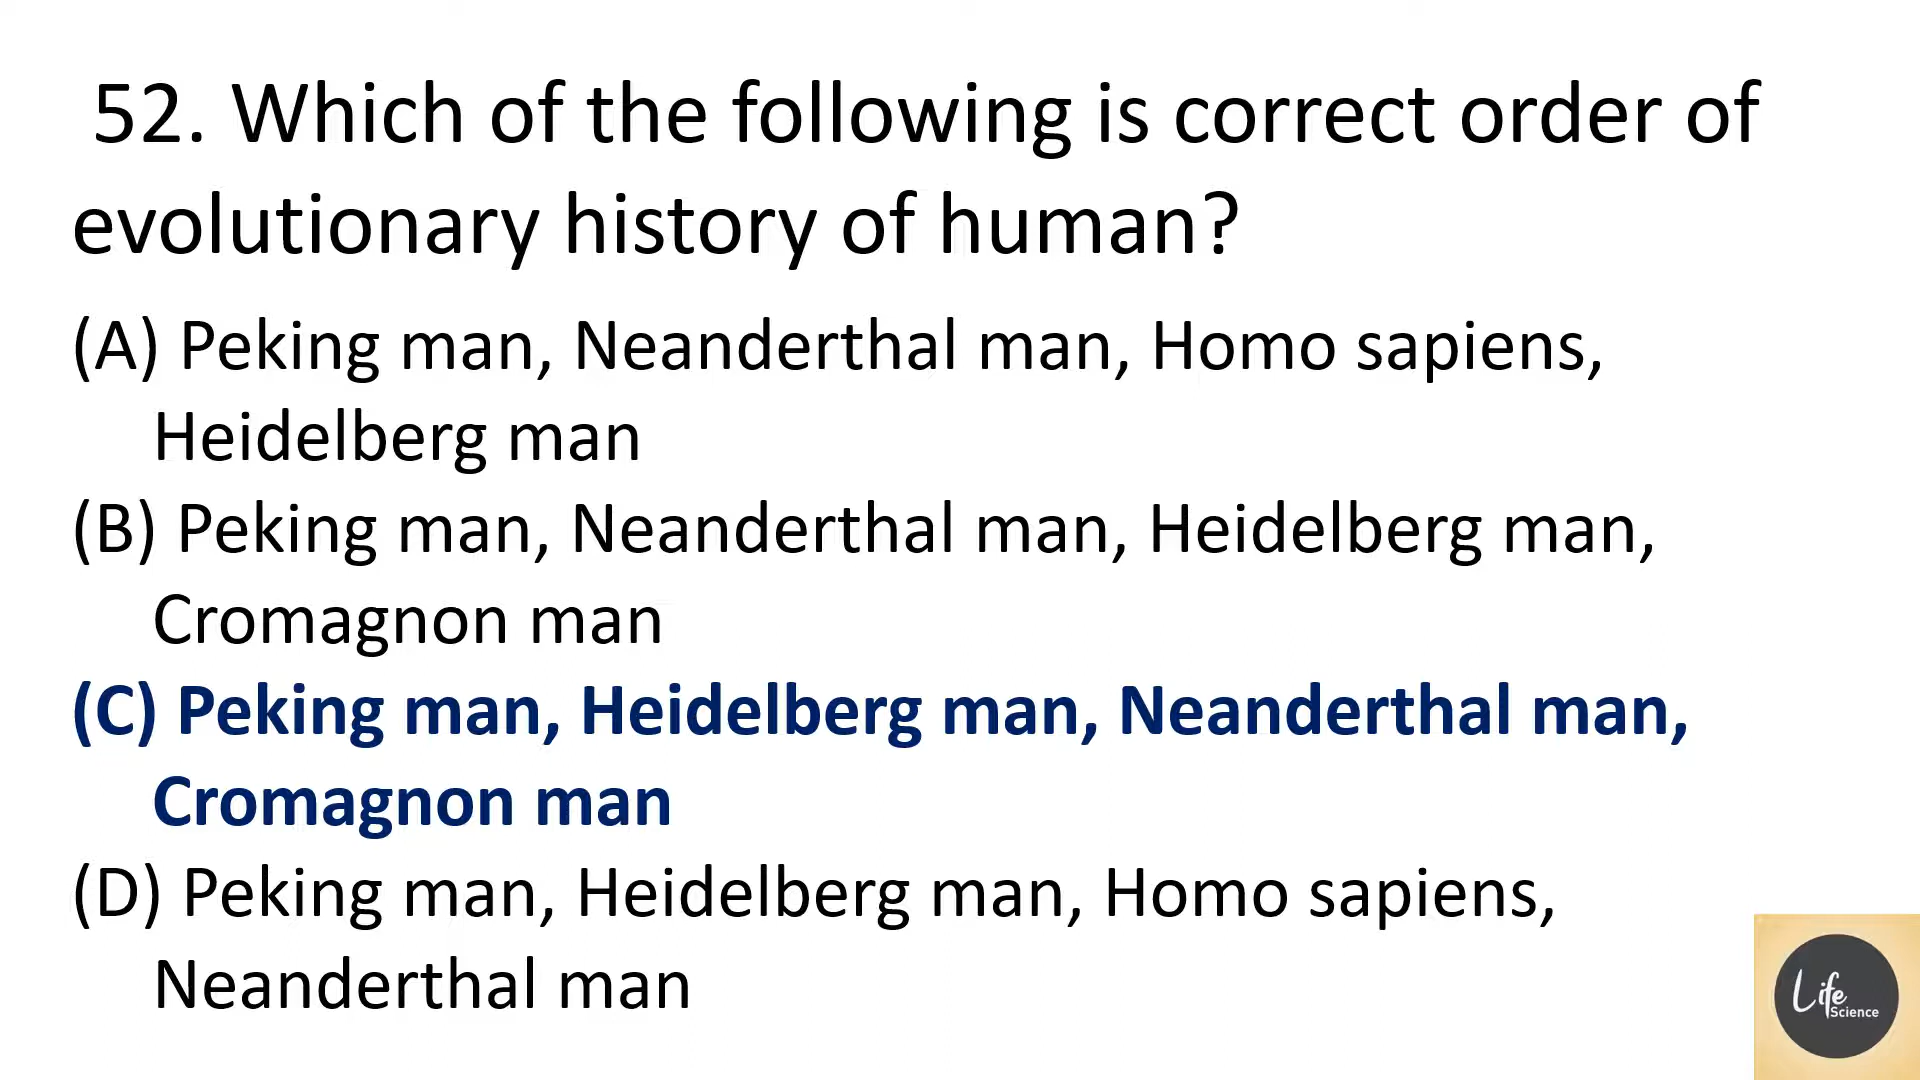 52. Which of the following is correct order of
evolutionary history of human?
(A) Peking man, Neanderthal man, Homo sapiens,
Heidelberg man
(B) Peking man, Neanderthal man, Heidelberg man,
Cromagnon man
(C) Peking man, Heidelberg man, Neanderthal man,
Cromagnon man
(D) Peking man, Heidelberg man, Homo sapiens,
Neanderthal man
Life
Science